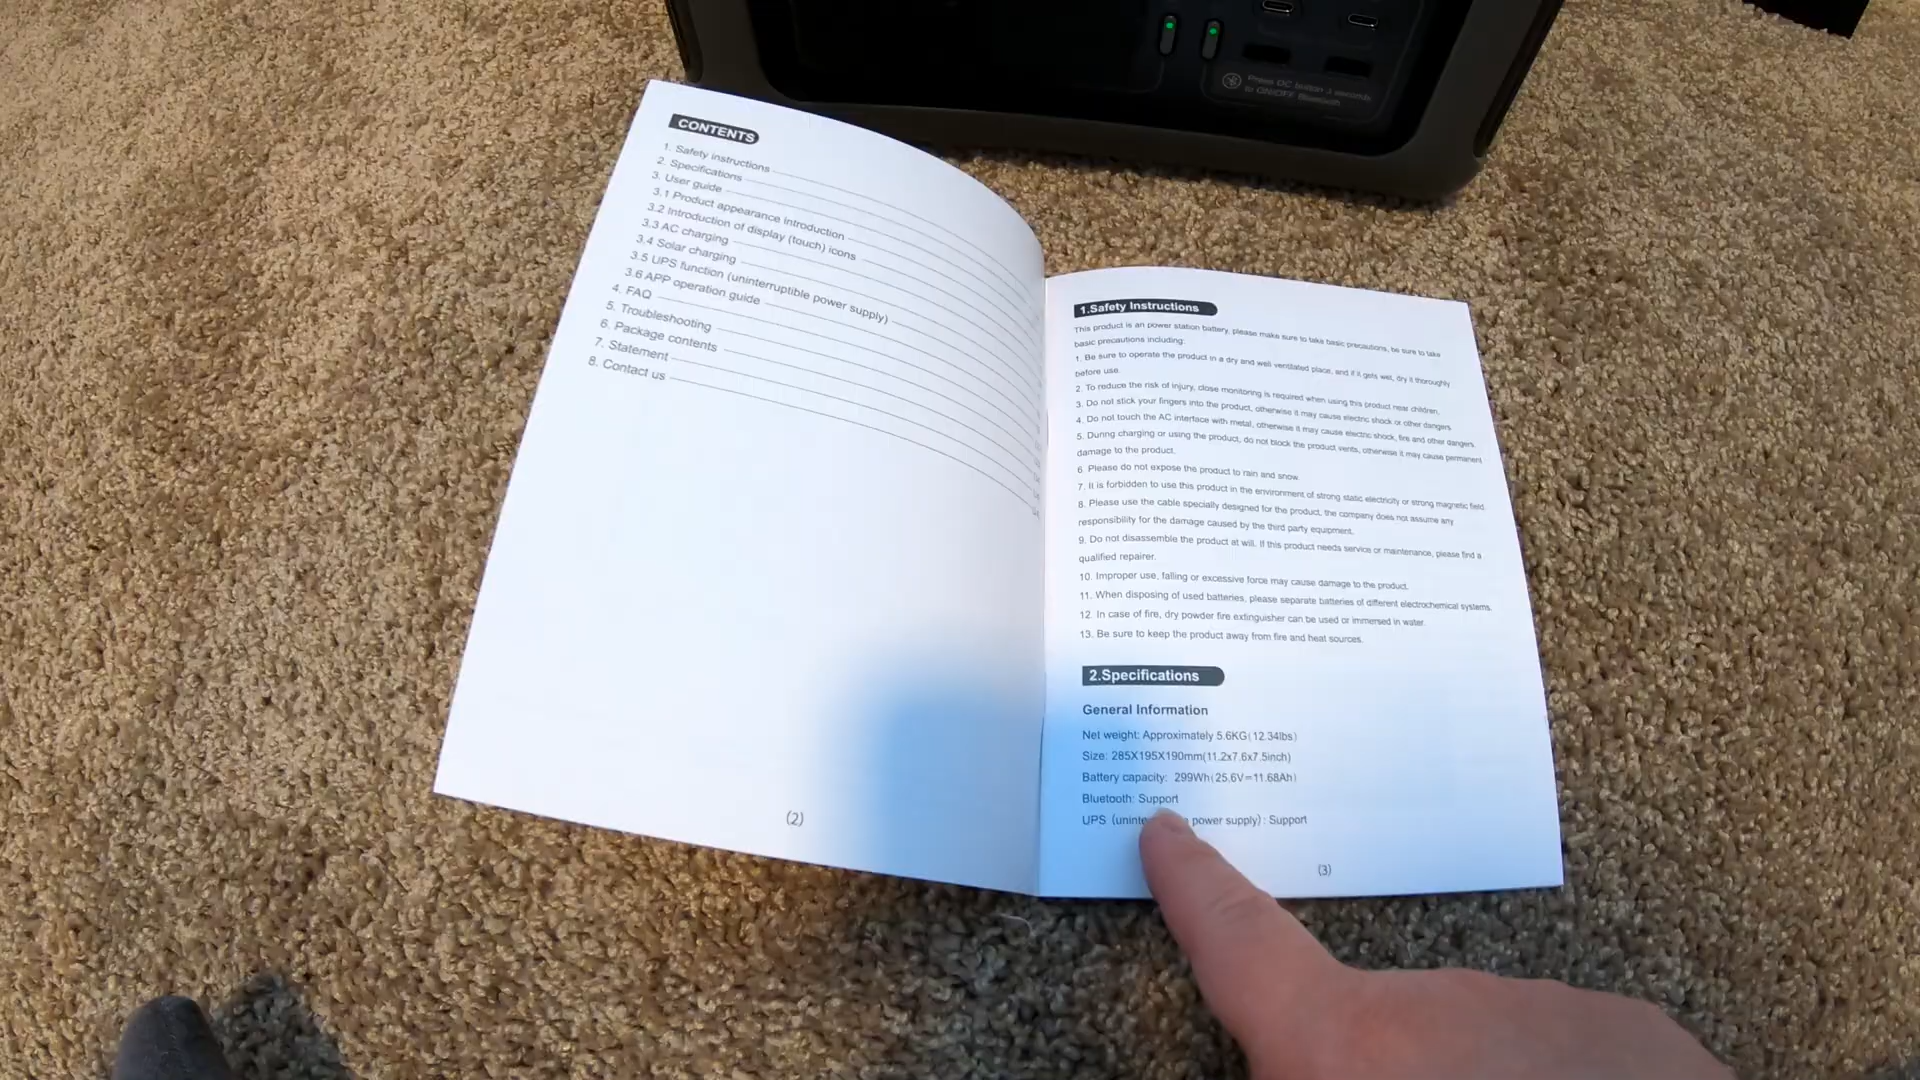 Press DC button 3 seconds
to ON/OFF Bluetooth
CONTENTS
1. Safety instructions
2. Specifications
3. User guide
3.1 Product appearance introduction
3.2 Introduction of display (touch) icons
3.3 AC charging
3.4 Solar charging
3.5 UPS function (uninterruptible power supply)
3.6 APP operation guide
4. FAQ
5. Troubleshooting
6. Package contents
7. Statement
8. Contact us
(2)
1.Safety Instructions
This product is an power station battery, please make sure to take basic precautions, be sure to take
basic precautions including:
1. Be sure to operate the product in a dry and well ventilated place, and if it gets wet, dry it thoroughly
before use.
2. To reduce the risk of injury, close monitoring is required when using this product near children.
3. Do not stick your fingers into the product, otherwise it may cause electric shock or other dangers.
4. Do not touch the AC interface with metal, otherwise it may cause electric shock, fire and other dangers.
5. During charging or using the product, do not block the product vents, otherwise it may cause permanent
damage to the product.
6. Please do not expose the product to rain and snow.
7. It is forbidden to use this product in the environment of strong static electricity or strong magnetic field.
8. Please use the cable specially designed for the product, the company does not assume any
responsibility for the damage caused by the third party equipment.
9. Do not disassemble the product at will. If this product needs service or maintenance, please find a
qualified repairer.
10. Improper use, falling or excessive force may cause damage to the product.
11. When disposing of used batteries, please separate batteries of different electrochemical systems.
12. In case of fire, dry powder fire extinguisher can be used or immersed in water.
13. Be sure to keep the product away from fire and heat sources.
2.Specifications
General Information
Net weight: Approximately 5.6KG(12.34lbs)
Size: 285X195X190mm(11.2x7.6x7.5inch)
Battery capacity: 299Wh(25.6V=11.68Ah)
Bluetooth: Support
UPS (uninte power supply) : Support
(3)